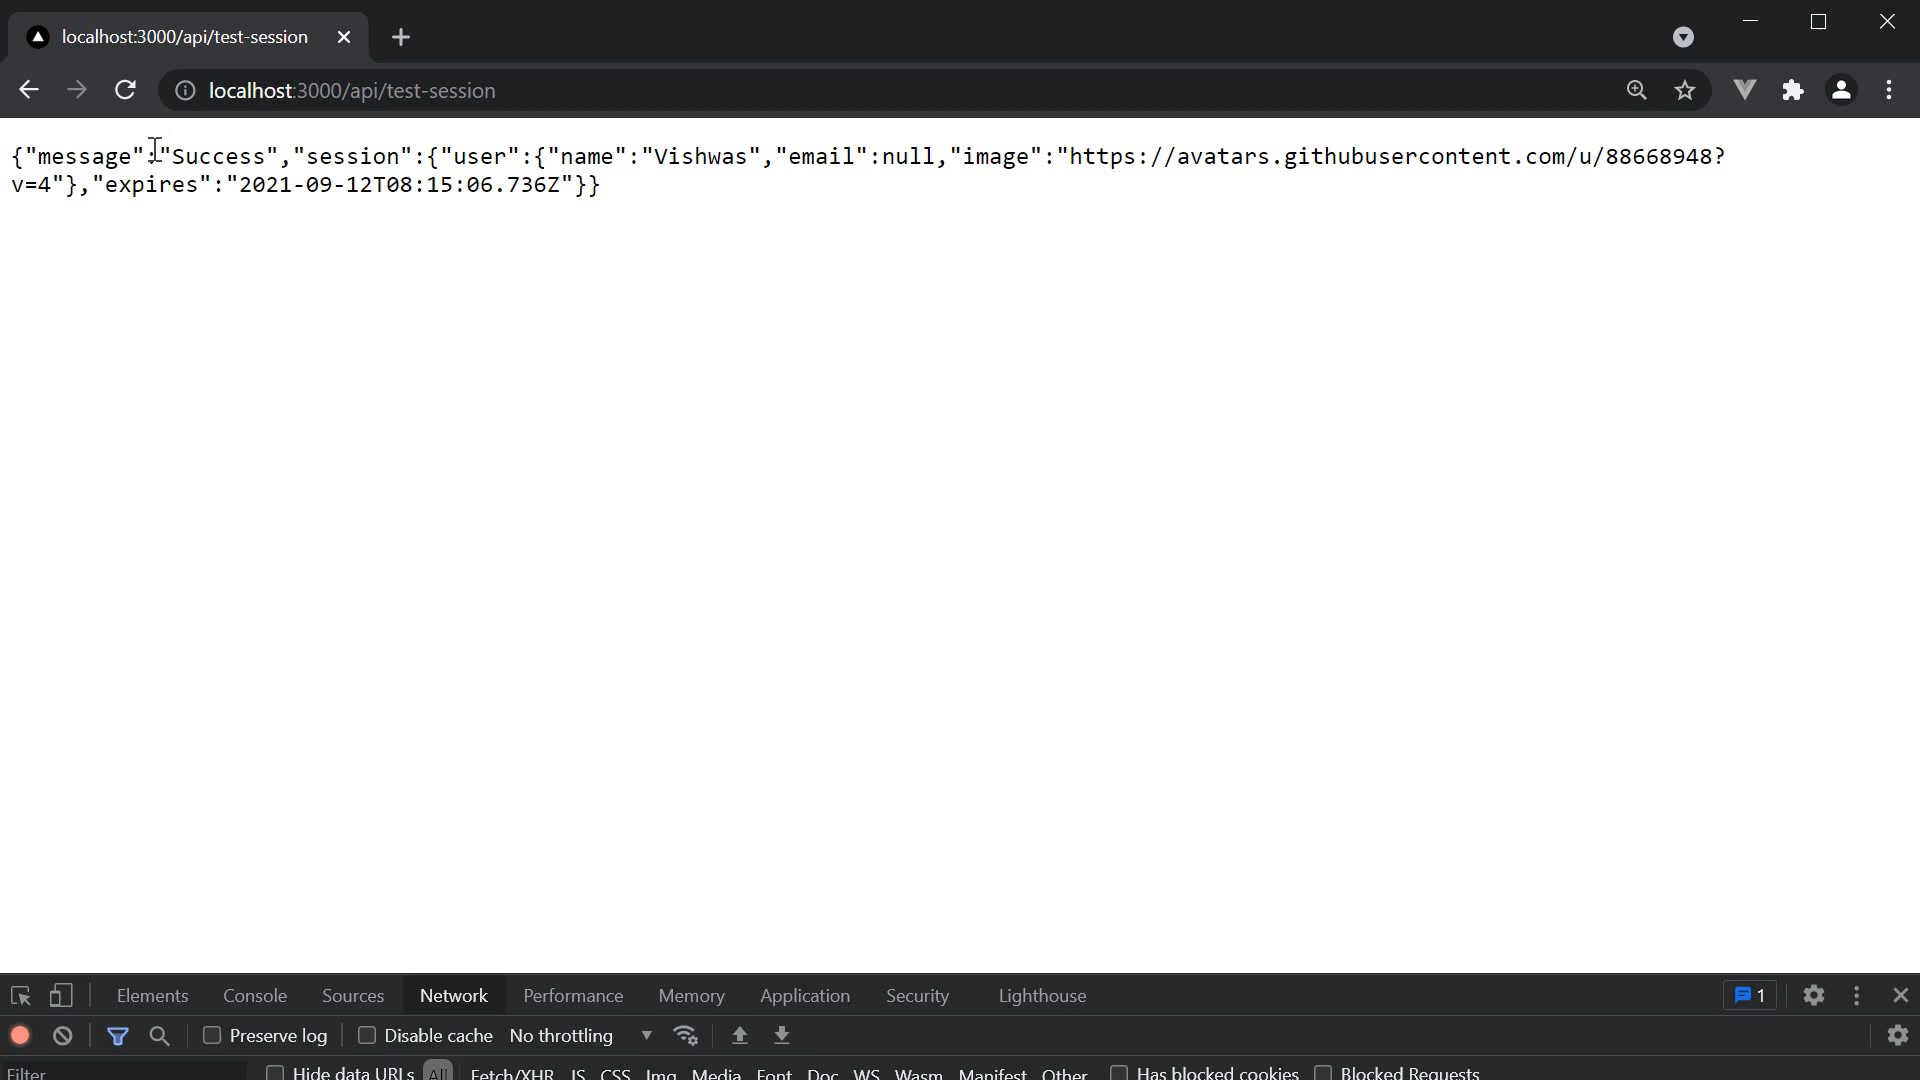 localhost:3000/api/test-session
localhost:3000/api/test-session
{"message":"Success","session":{"user":{"name":"Vishwas","email":null,"image":"https://avatars.githubusercontent.com/u/88668948?
v=4"},"expires":"2021-09-12T08:15:06.736Z"}}
Elements Console Sources Network Performance Memory Application Security Lighthouse 1
Preserve log Disable cache No throttling
Filter Hide data URLs All Fetch/XHR JS CSS Img Media Font Doc WS Wasm Manifest Other Has blocked cookies Blocked Requests